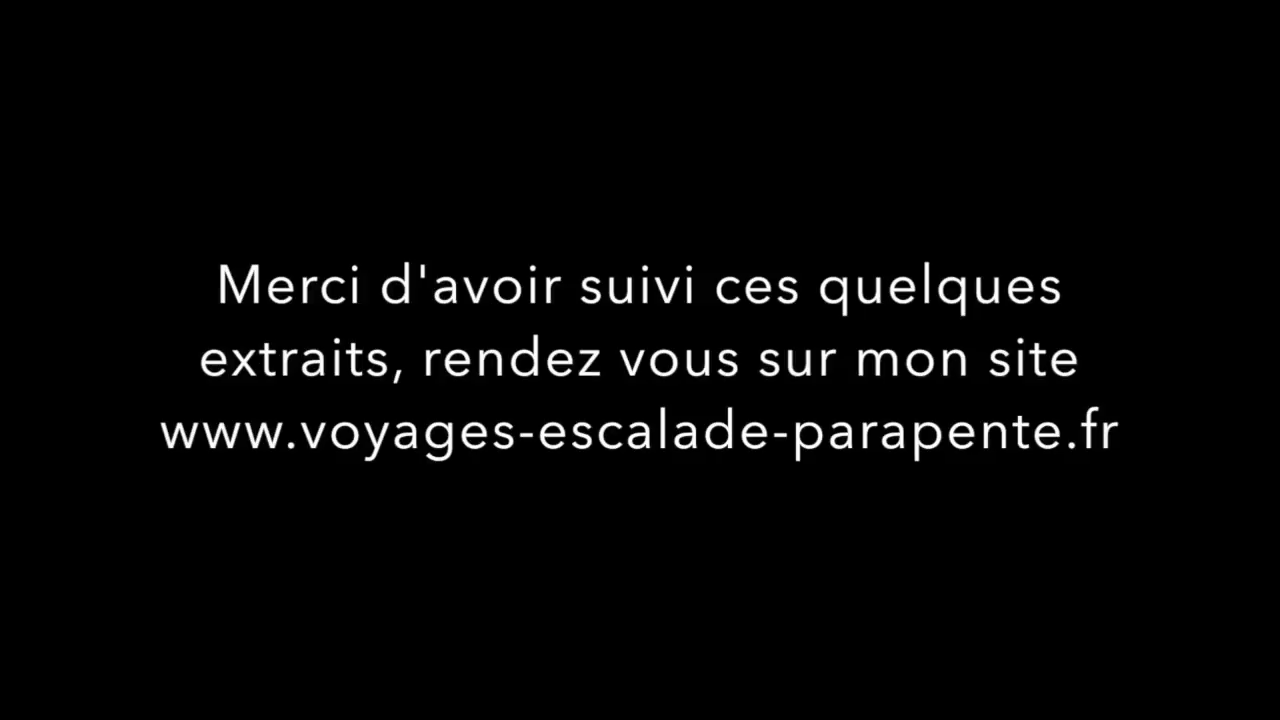 Merci d'avoir suivi ces quelques
extraits, rendez vous sur mon site
www.voyages-escalade-parapente.fr